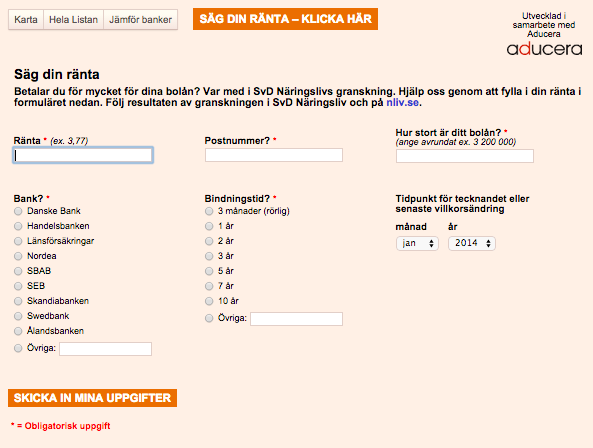 Karta
Hela Listan
Jämför banker
SÄG DIN RÄNTA – KLICKA HÄR
Utvecklad i
samarbete med
Aducera
aducera
Säg din ränta
Betalar du för mycket för dina bolån? Var med i SvD Näringslivs granskning. Hjälp oss genom att fylla i din ränta i
formuläret nedan. Följ resultaten av granskningen i SvD Näringsliv och på nliv.se.
Ränta * (ex. 3,77)
Postnummer? *
Hur stort är ditt bolån? *
(ange avrundat ex. 3 200 000)
Bank? *
Danske Bank
Handelsbanken
Länsförsäkringar
Nordea
SBAB
SEB
Skandiabanken
Swedbank
Ålandsbanken
Övriga:
Bindningstid? *
3 månader (rörlig)
1 år
2 år
3 år
5 år
7 år
10 år
Övriga:
Tidpunkt för tecknandet eller
senaste villkorsändring
månad
år
jan
2014
SKICKA IN MINA UPPGIFTER
* = Obligatorisk uppgift